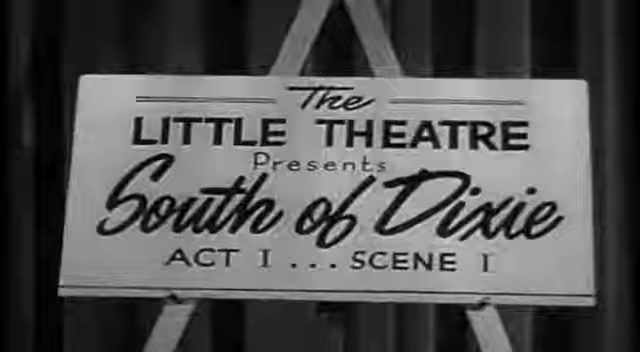 The
LITTLE THEATRE
Presents
South of Dixie
ACT I ... SCENE I